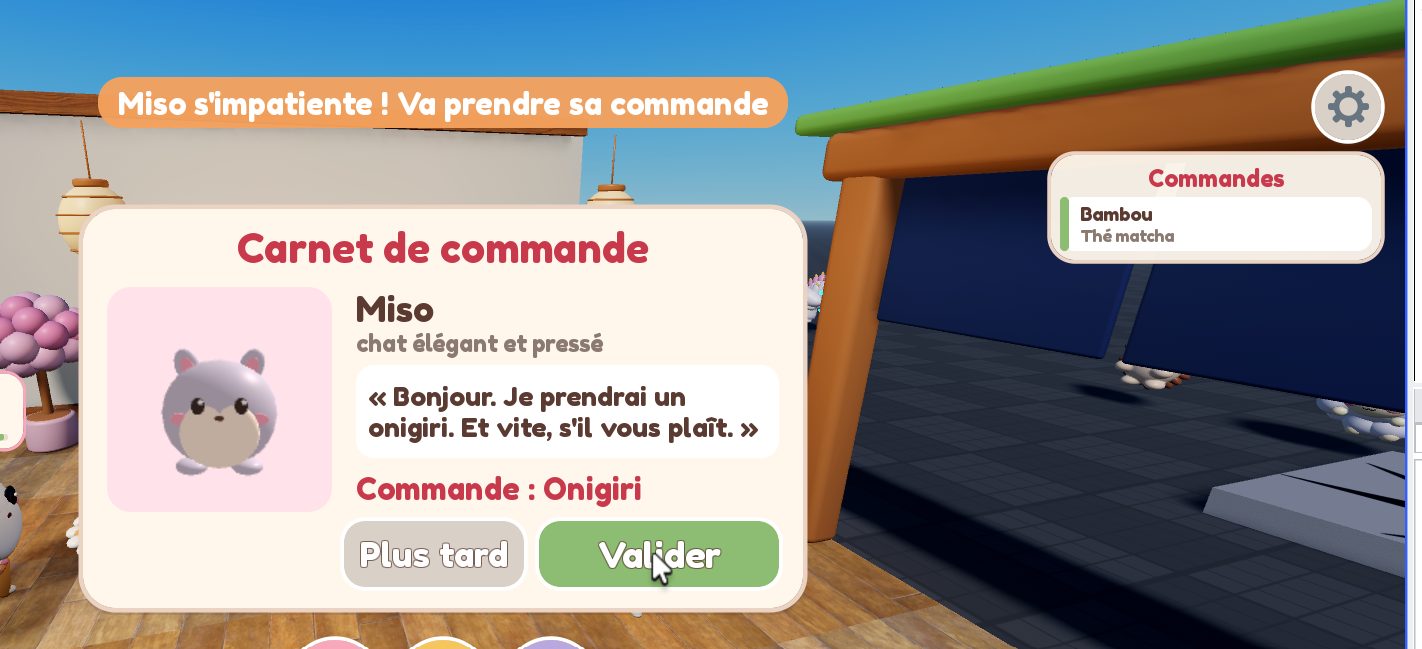 Miso s'impatiente ! Va prendre sa commande
Commandes
Bambou
Thé matcha
Carnet de commande
Miso
chat élégant et pressé
« Bonjour. Je prendrai un
onigiri. Et vite, s'il vous plaît. »
Commande : Onigiri
Plus tard
Valider